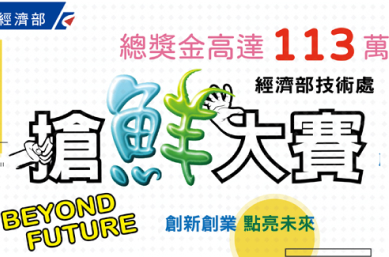 經濟部
總獎金高達 113 萬
經濟部技術處
搶鮮大賽
BEYOND
FUTURE
創新創業 點亮未來